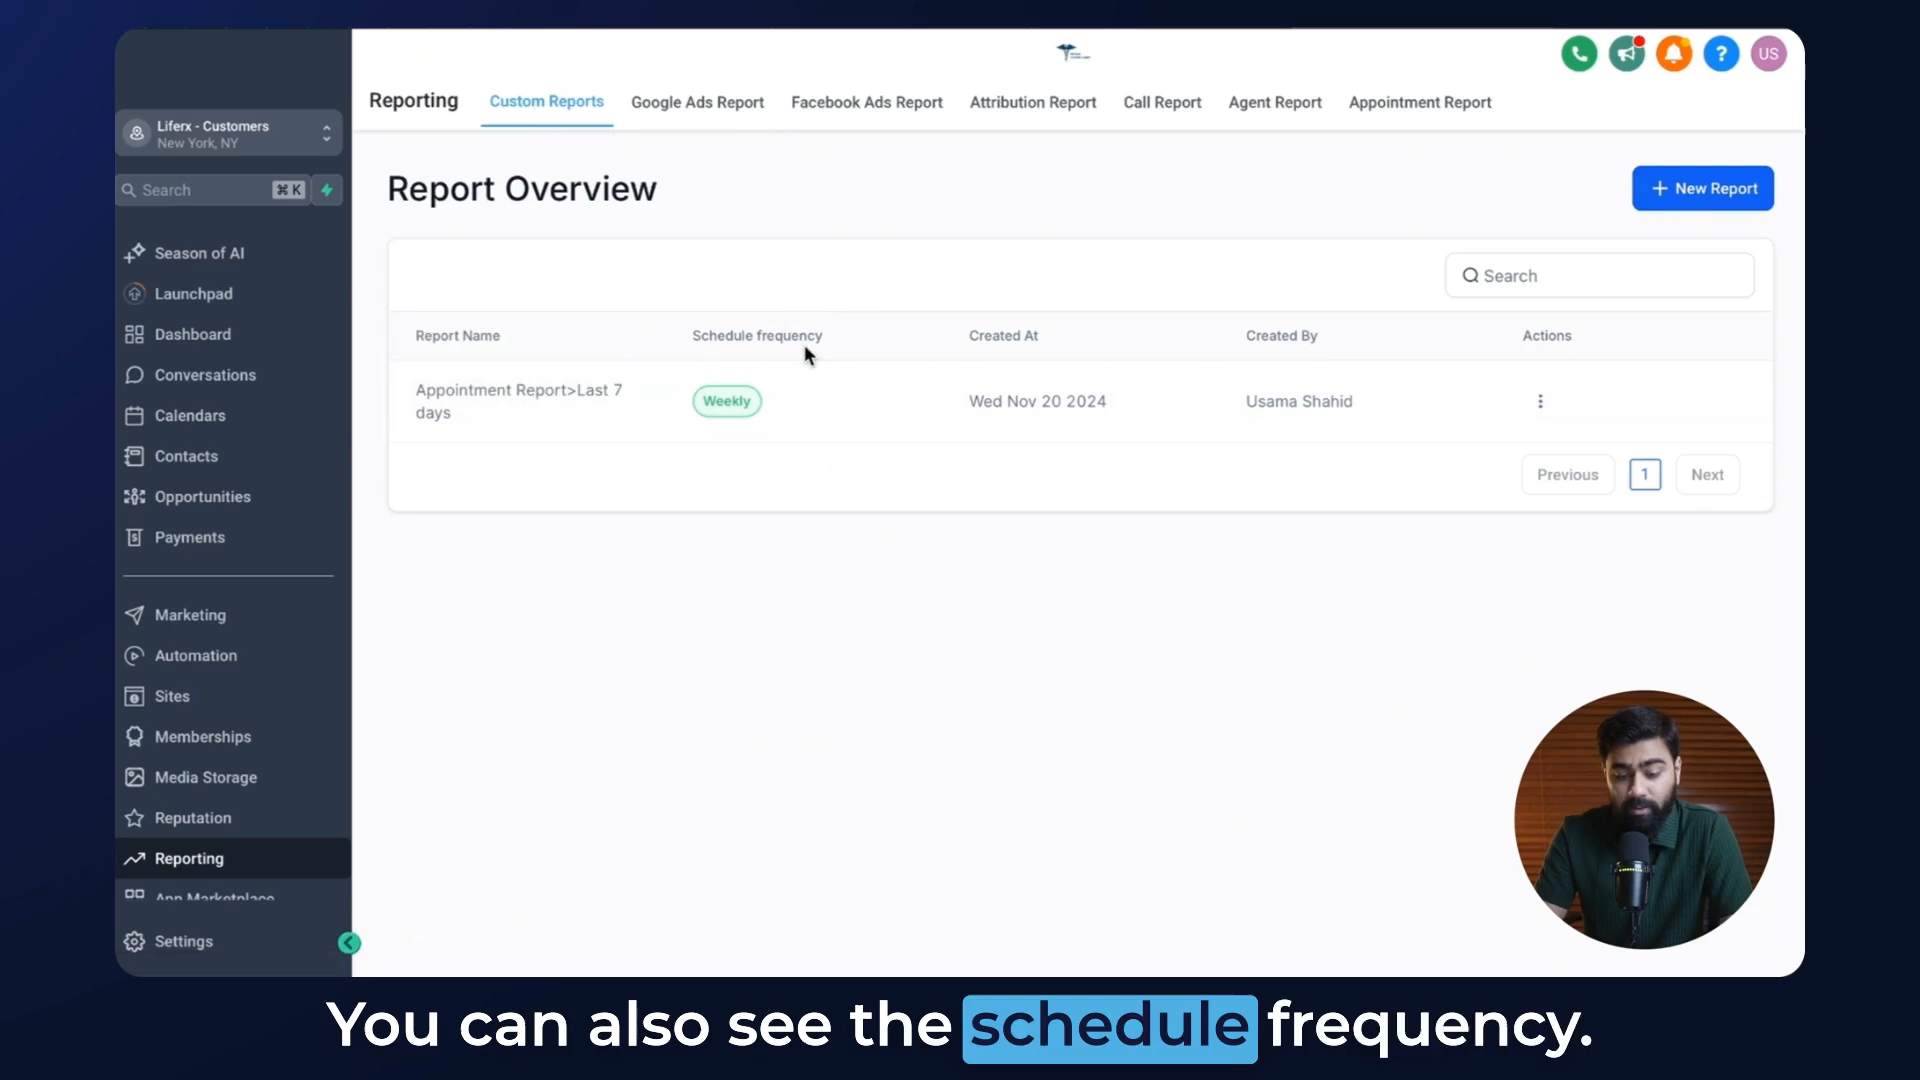 Liferx - Customers
New York, NY
Search ⌘ K
Season of AI
Launchpad
Dashboard
Conversations
Calendars
Contacts
Opportunities
Payments
Marketing
Automation
Sites
Memberships
Media Storage
Reputation
Reporting
App Marketplace
Settings
US
Reporting Custom Reports Google Ads Report Facebook Ads Report Attribution Report Call Report Agent Report Appointment Report
Report Overview
+ New Report
Search
Report Name Schedule frequency Created At Created By Actions
Appointment Report>Last 7
days
Weekly Wed Nov 20 2024 Usama Shahid
Previous 1 Next
You can also see the schedule frequency.